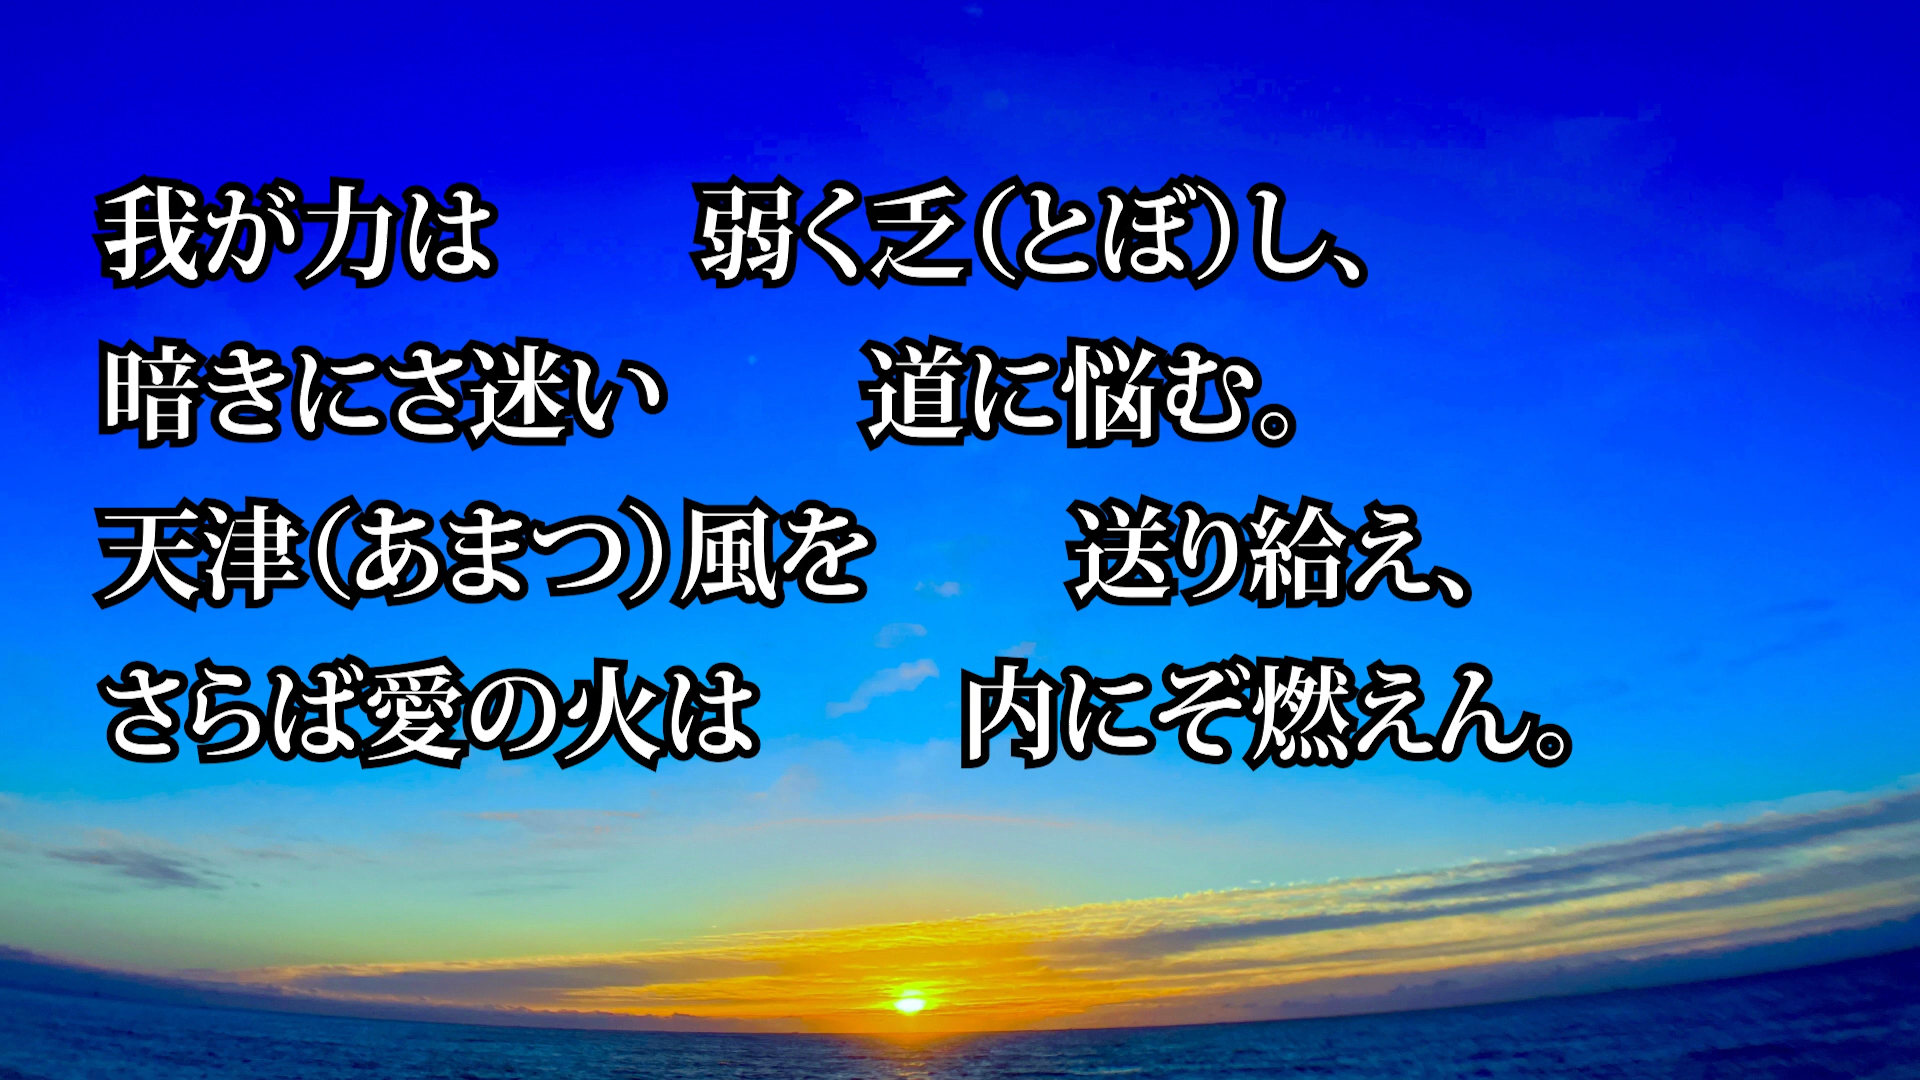 我が力は　　弱く乏(とぼ)し、
暗きにさ迷い　　道に悩む。
天津(あまつ)風を　　送り給え、
さらば愛の火は　　内にぞ燃えん。